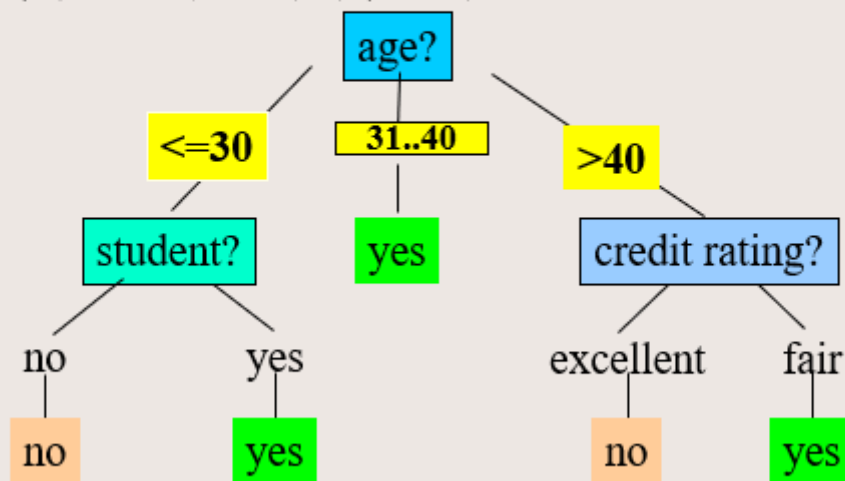 age?
<=30
31..40
>40
student?
yes
credit rating?
no
yes
excellent
fair
no
yes
no
yes